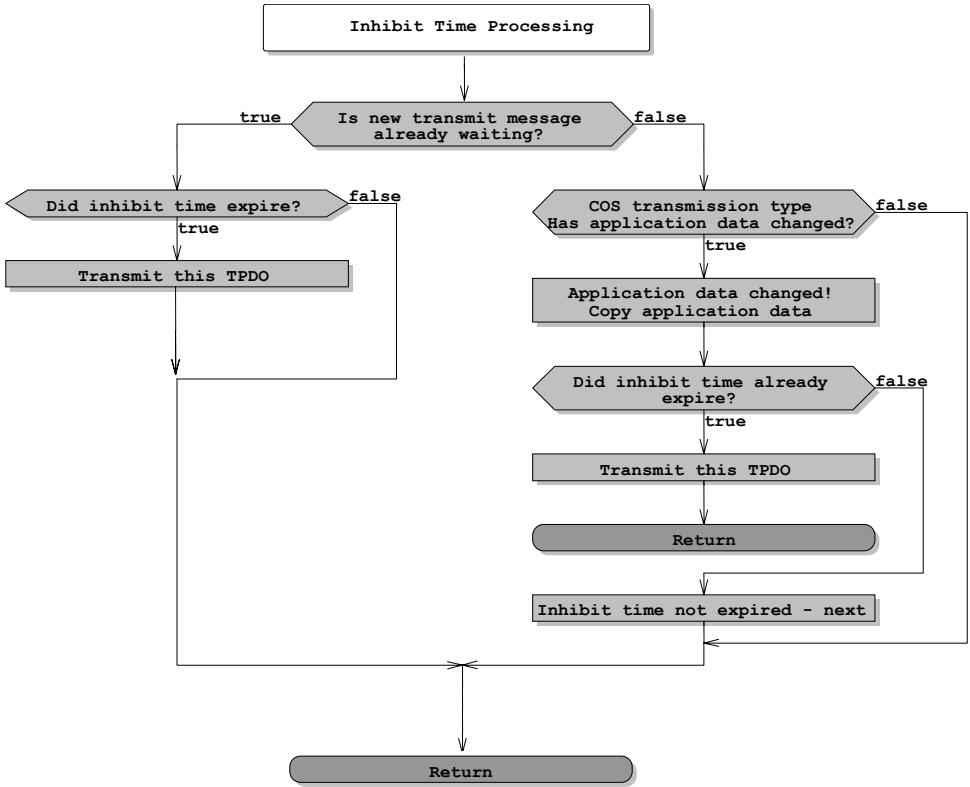 Inhibit Time Processing
Is new transmit message
already waiting?
true
false
Did inhibit time expire?
false
true
Transmit this TPDO
COS transmission type
Has application data changed?
false
true
Application data changed!
Copy application data
Did inhibit time already
expire?
false
true
Transmit this TPDO
Return
Inhibit time not expired - next
Return